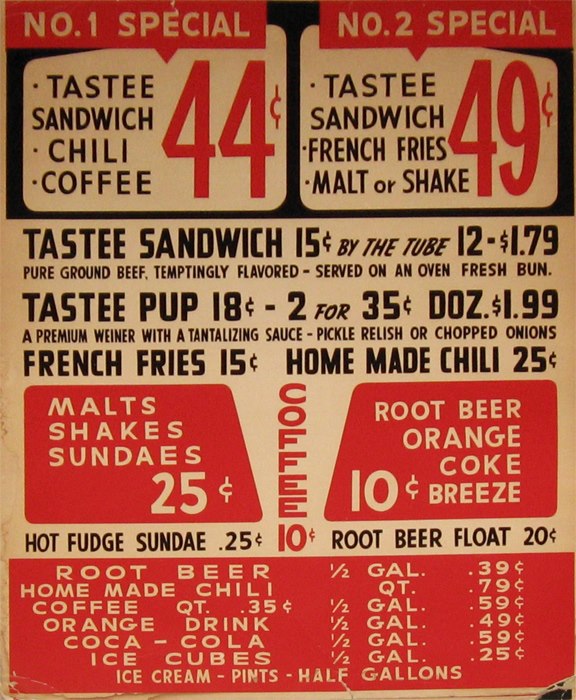 NO.1 SPECIAL
· TASTEE
SANDWICH
· CHILI
· COFFEE
44¢
NO.2 SPECIAL
· TASTEE
SANDWICH
· FRENCH FRIES
· MALT or SHAKE
49¢
TASTEE SANDWICH 15¢ BY THE TUBE 12-$1.79
PURE GROUND BEEF, TEMPTINGLY FLAVORED - SERVED ON AN OVEN FRESH BUN.
TASTEE PUP 18¢ - 2 FOR 35¢ DOZ. $1.99
A PREMIUM WEINER WITH A TANTALIZING SAUCE - PICKLE RELISH OR CHOPPED ONIONS
FRENCH FRIES 15¢ HOME MADE CHILI 25¢
MALTS
SHAKES
SUNDAES
25¢
COFFEE
10¢
ROOT BEER
ORANGE
COKE
10¢ BREEZE
HOT FUDGE SUNDAE .25¢
ROOT BEER FLOAT 20¢
ROOT BEER ½ GAL. .39¢
HOME MADE CHILI QT. .79¢
COFFEE QT. .35¢ ½ GAL. .59¢
ORANGE DRINK ½ GAL. .49¢
COCA-COLA ½ GAL. .59¢
ICE CUBES ½ GAL. .25¢
ICE CREAM - PINTS - HALF GALLONS